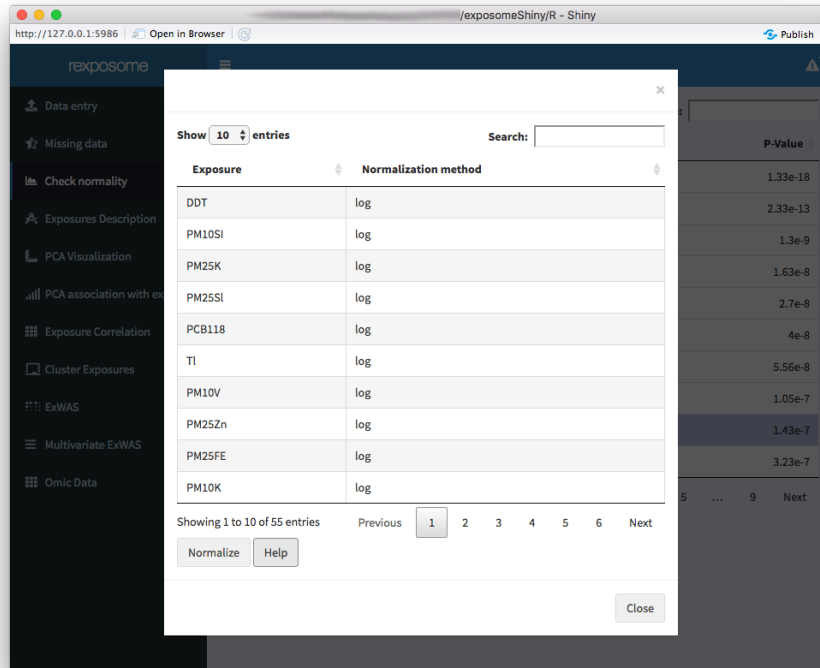 /exposomeShiny/R - Shiny
http://127.0.0.1:5986 Open in Browser Publish
rexposome
Data entry
Missing data
Check normality
Exposures Description
PCA Visualization
PCA association with ex
Exposure Correlation
Cluster Exposures
ExWAS
Multivariate ExWAS
Omic Data
×
Show 10 entries Search:
Exposure Normalization method
DDT log
PM10SI log
PM25K log
PM25Sl log
PCB118 log
Tl log
PM10V log
PM25Zn log
PM25FE log
PM10K log
Showing 1 to 10 of 55 entries Previous 1 2 3 4 5 6 Next
Normalize Help
Close
:
P-Value
1.33e-18
2.33e-13
1.3e-9
1.63e-8
2.7e-8
4e-8
5.56e-8
1.05e-7
1.43e-7
3.23e-7
5 ... 9 Next